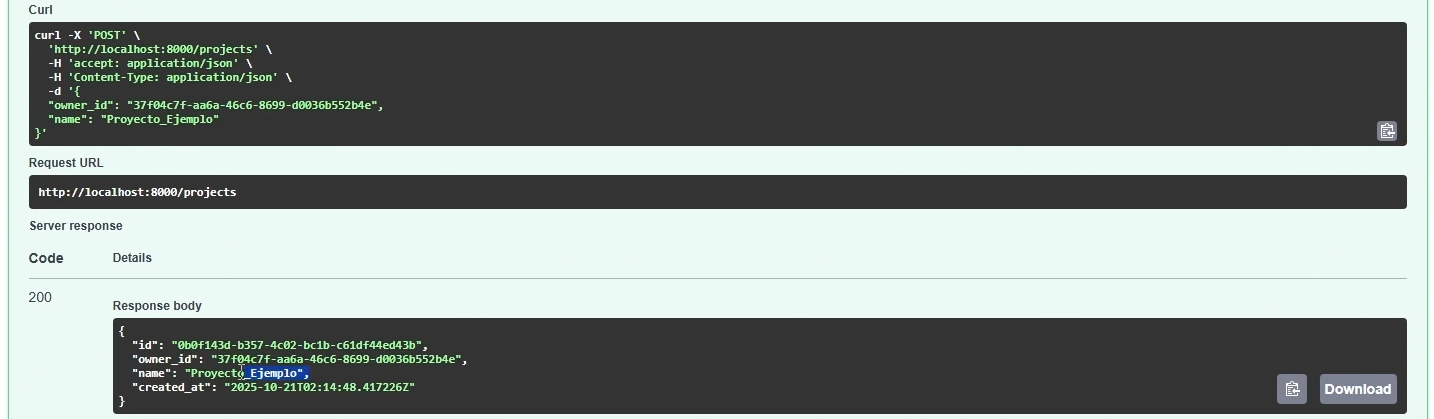 Curl
curl -X 'POST' \
'http://localhost:8000/projects' \
-H 'accept: application/json' \
-H 'Content-Type: application/json' \
-d '{
"owner_id": "37f04c7f-aa6a-46c6-8699-d0036b552b4e",
"name": "Proyecto_Ejemplo"
}'
Request URL
http://localhost:8000/projects
Server response
Code Details
200
Response body
{
"id": "0b0f143d-b357-4c02-bc1b-c61df44ed43b",
"owner_id": "37f04c7f-aa6a-46c6-8699-d0036b552b4e",
"name": "Proyecto_Ejemplo",
"created_at": "2025-10-21T02:14:48.417226Z"
}
Download